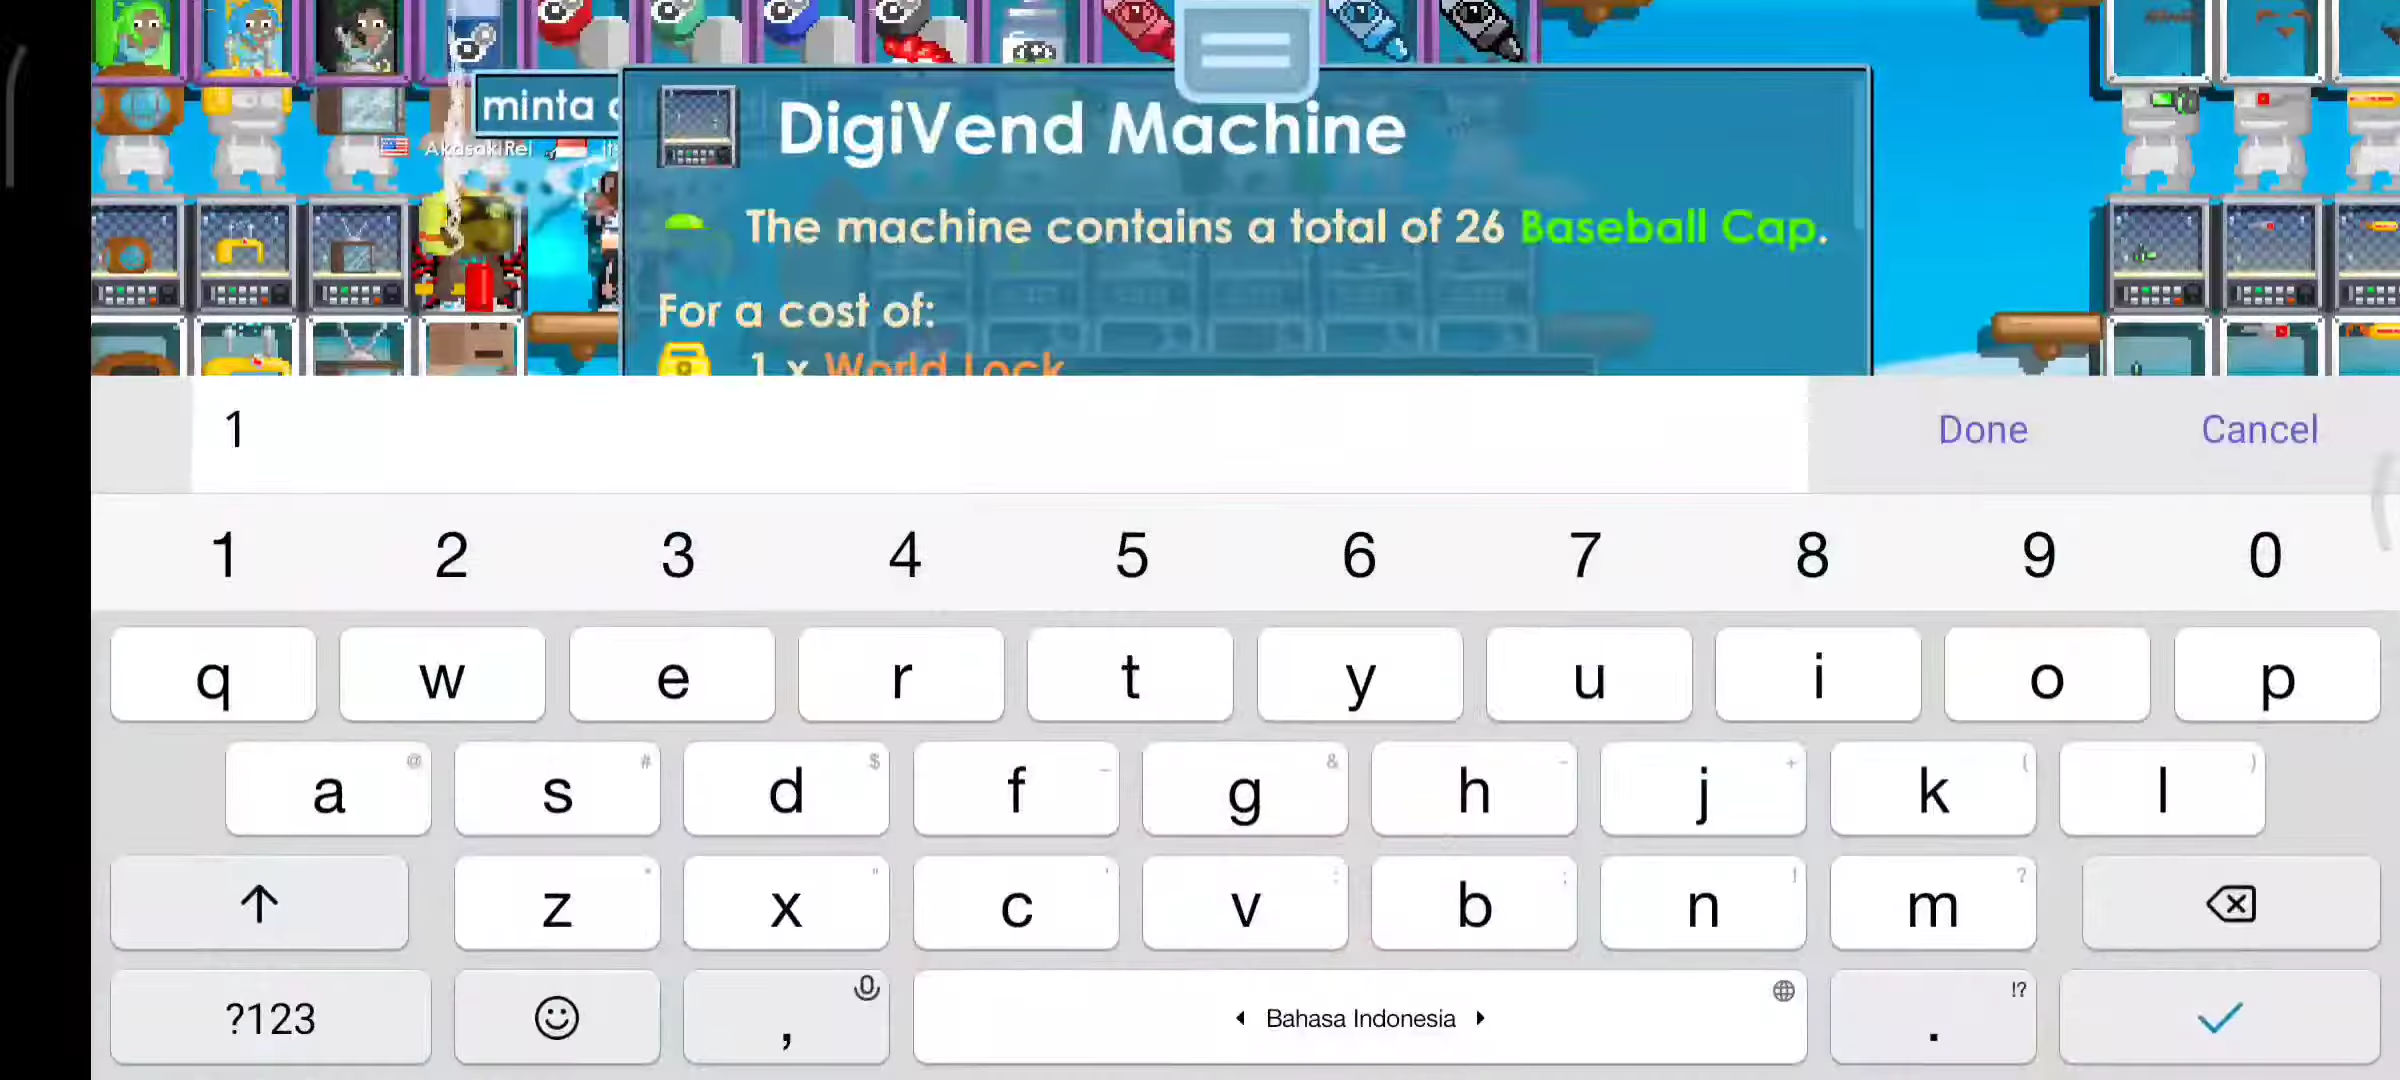 minta
DigiVend Machine
AkasakiRei
The machine contains a total of 26 Baseball Cap.
For a cost of:
1 x World Lock
1
Done
Cancel
1 2 3 4 5 6 7 8 9 0
q w e r t y u i o p
@ # $ _ & - + ( )
a s d f g h j k l
* " ' : ; ! ?
z x c v b n m
?123 , Bahasa Indonesia . !?